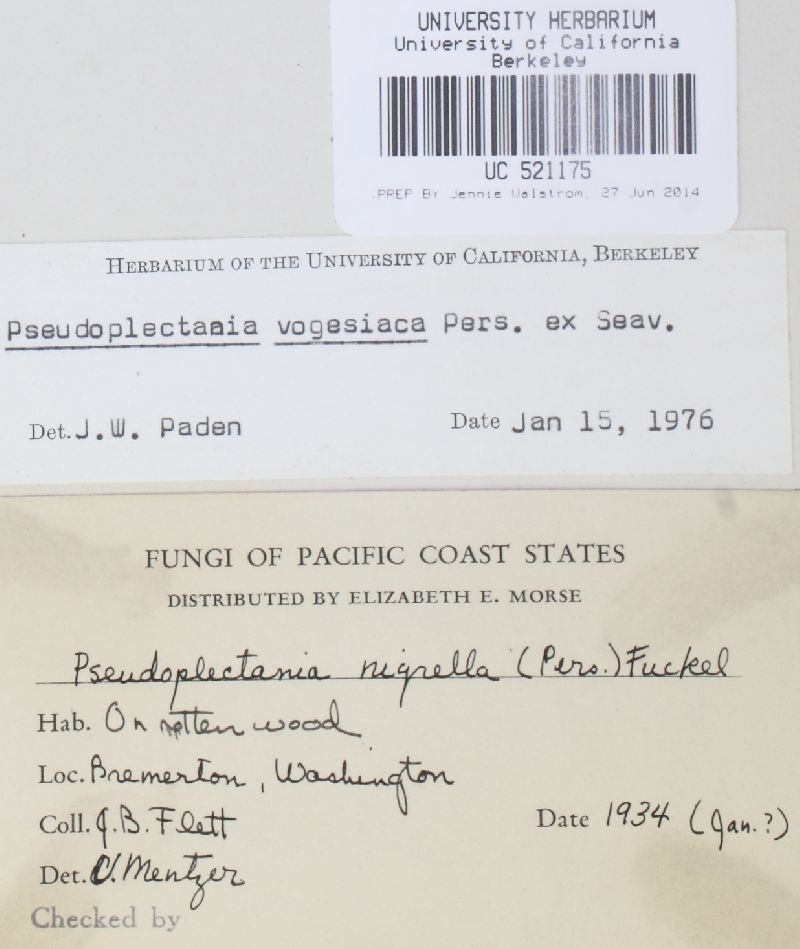 UNIVERSITY HERBARIUM
University of California
Berkeley
UC 521175
.PREP BY Jennie Walstrom, 27 Jun 2014
HERBARIUM OF THE UNIVERSITY OF CALIFORNIA, BERKELEY
Pseudoplectania vogesiaca Pers. ex Seav.
Det. J.W. Paden Date Jan 15, 1976
FUNGI OF PACIFIC COAST STATES
DISTRIBUTED BY ELIZABETH E. MORSE
Pseudoplectania nigrella (Pers.) Fuckel
Hab. On rotten wood
Loc. Bremerton, Washington
Coll. J.B. Flett Date 1934 (Jan.?)
Det. V. Mentzer
Checked by